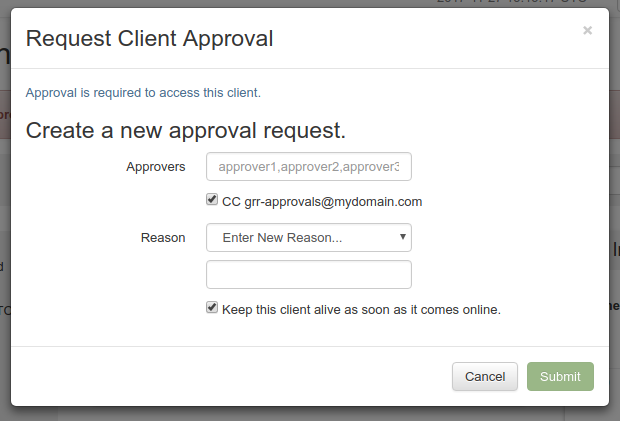 Request Client Approval
×
Approval is required to access this client.
Create a new approval request.
Approvers
approver1,approver2,approver3
CC grr-approvals@mydomain.com
Reason
Enter New Reason...
Keep this client alive as soon as it comes online.
Cancel
Submit